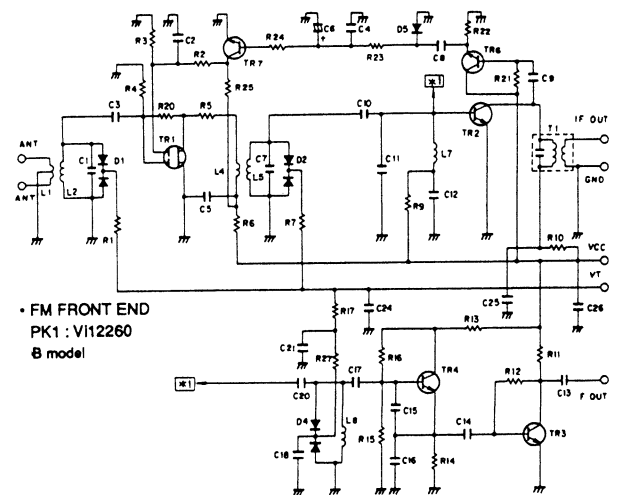 R3
C2
R2
R4
TR7
R24
C6
+
C4
R23
D5
C8
R22
TR6
R21
C9
*1
R25
C3
R20
R5
TR1
C10
TR2
T1
IF OUT
ANT
ANT
L1
L2
C1
D1
L4
C7
L5
D2
C11
L7
C12
GND
C5
R1
R6
R7
R9
R10
VCC
VT
• FM FRONT END
PK1 : Vi12260
B model
R17
C24
C25
C26
C21
R27
R13
R16
R11
*1
C20
C17
TR4
R12
C13
F OUT
D4
L8
C15
C14
TR3
C18
R15
C16
R14